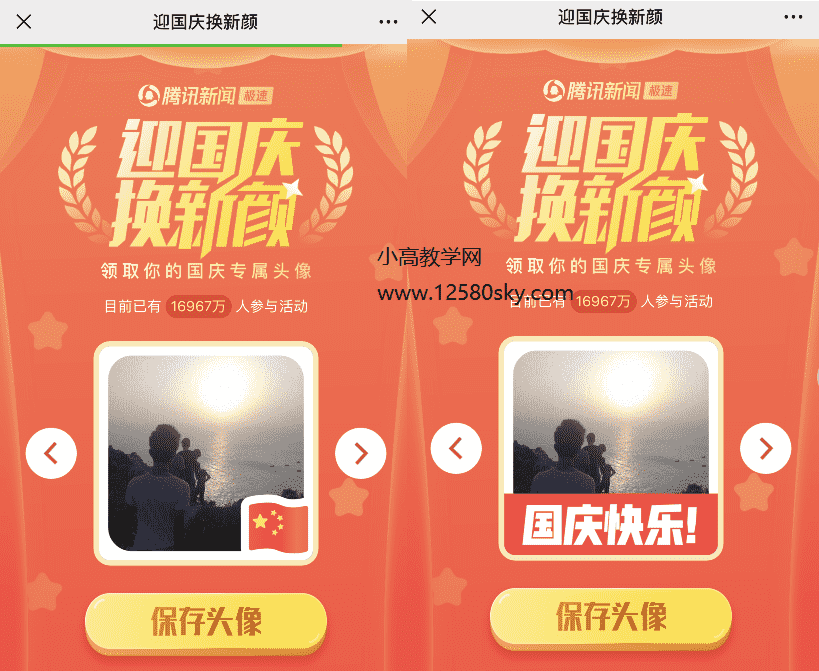 迎国庆换新颜
腾讯新闻 极速
迎国庆
换新颜
领取你的国庆专属头像
目前已有 16967万 人参与活动
保存头像
迎国庆换新颜
腾讯新闻 极速
迎国庆
换新颜
领取你的国庆专属头像
目前已有 16967万 人参与活动
国庆快乐!
保存头像
小高教学网
www.12580sky.com